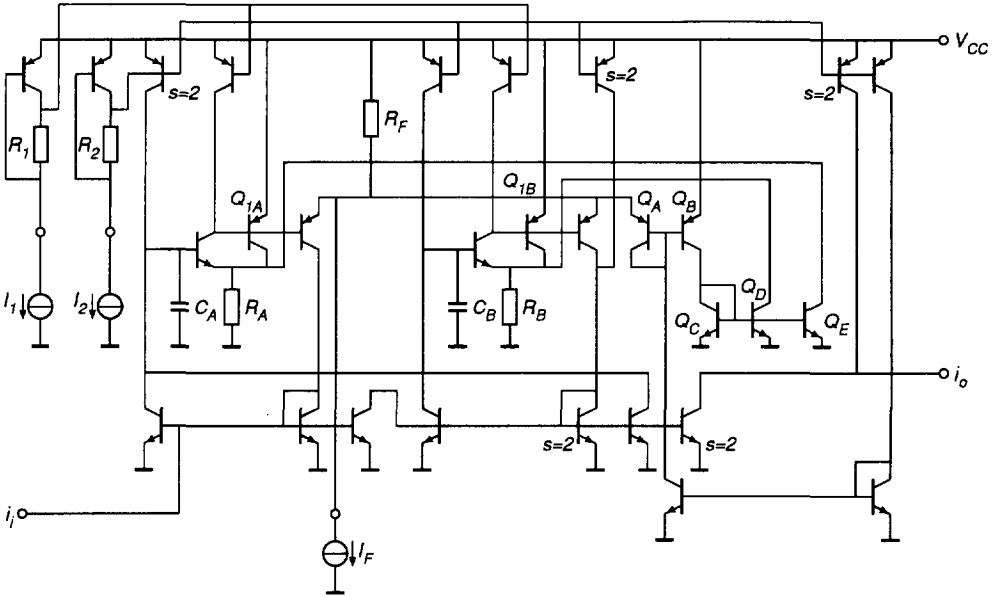 V_CC
s=2
s=2
s=2
R_1
R_2
R_F
Q_1A
Q_1B
Q_A
Q_B
I_1
I_2
C_A
R_A
C_B
R_B
Q_C
Q_D
Q_E
i_o
s=2
s=2
i_i
I_F